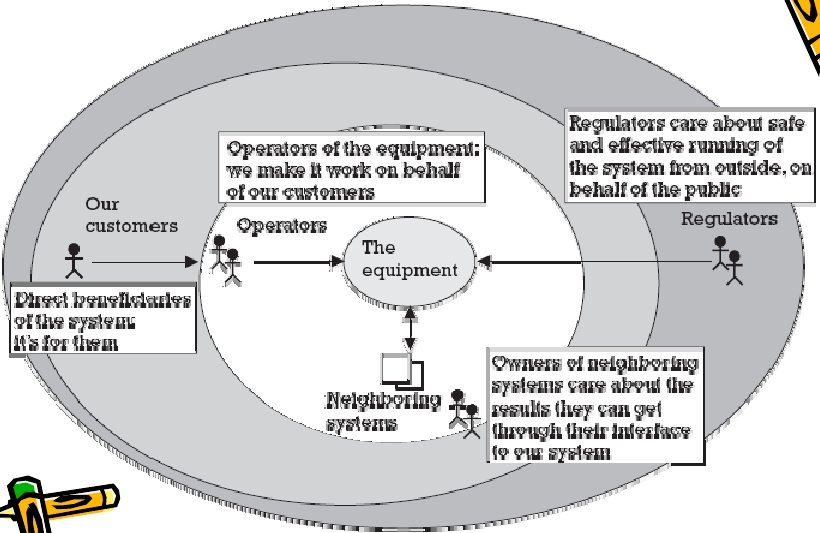 Operators of the equipment:
we make it work on behalf
of our customers
Regulators care about safe
and effective running of
the system from outside, on
behalf of the public
Our
customers
Operators
Regulators
The
equipment
Direct beneficiaries
of the system:
it's for them
Neighboring
systems
Owners of neighboring
systems care about the
results they can get
through their interface
to our system